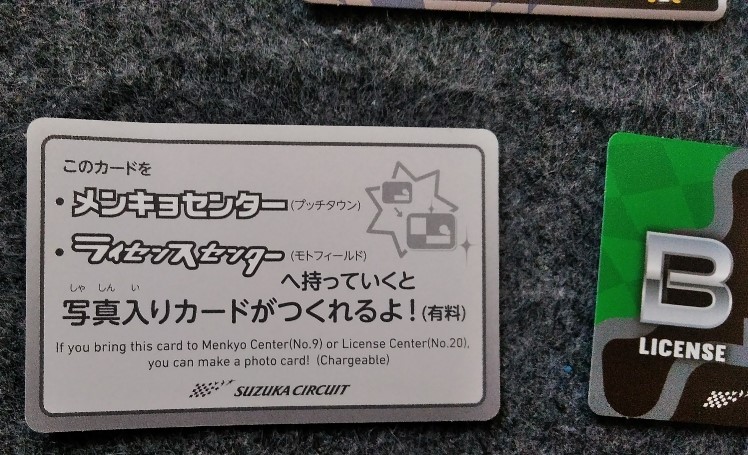 このカードを
・メンキョセンター(プッチタウン)
・ライセンスセンター(モトフィールド)
へ持っていくと
しゃ しん い
写真入りカードがつくれるよ!(有料)
If you bring this card to Menkyo Center(No.9) or License Center(No.20),
you can make a photo card! (Chargeable)
SUZUKA CIRCUIT
B
LICENSE